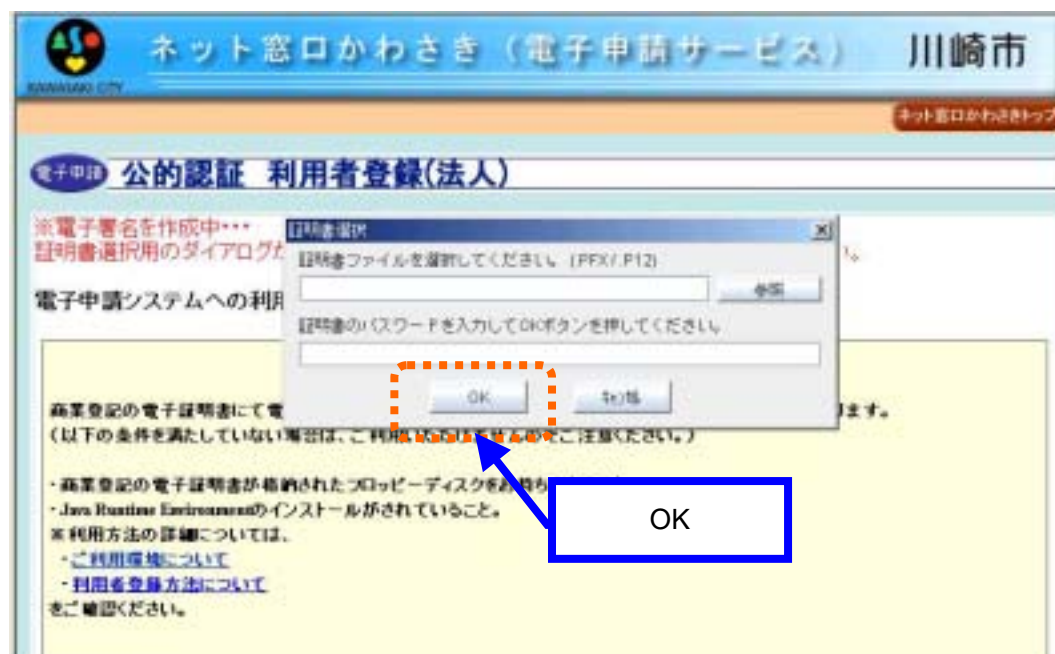 KAWASAKI CITY
ネット窓口かわさき（電子申請サービス）
川崎市
ネット窓口かわさきトップ
電子申請
公的認証 利用者登録(法人)
※電子署名を作成中･･･
証明書選択用のダイアログが
い。
電子申請システムへの利用
証明書選択
証明書ファイルを選択してください。(.PFX/.P12)
参照
証明書のパスワードを入力してOKボタンを押してください。
OK
キャンセル
商業登記の電子証明書にて電
ります。
(以下の条件を満たしていない場合は、ご利用いただけませんのでご注意ください。)
・商業登記の電子証明書が格納されたフロッピーディスクをお持ち
・Java Runtime Environmentのインストールがされていること。
※利用方法の詳細については、
・ご利用環境について
・利用者登録方法について
をご確認ください。
OK